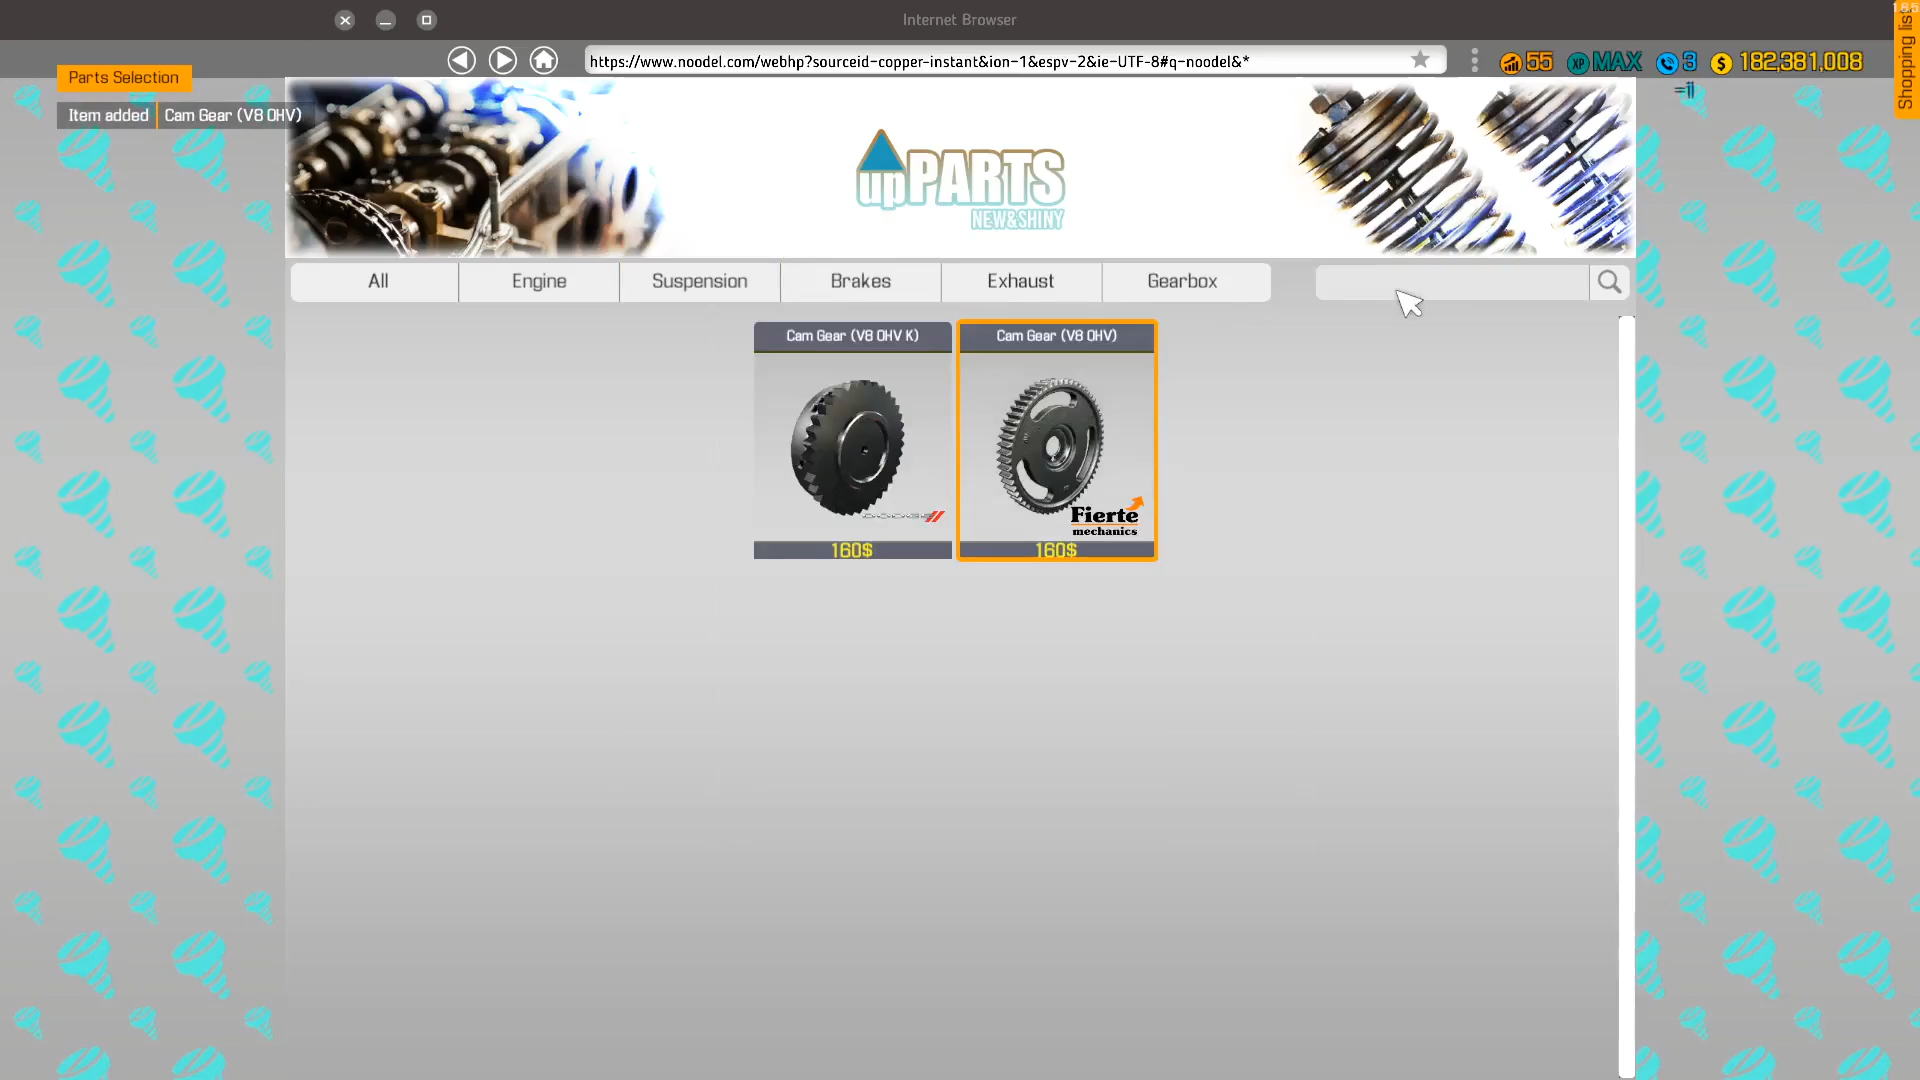 Internet Browser
https://www.noodel.com/webhp?sourceid-copper-instant&ion-1&espv-2&ie-UTF-8#q-noodel&*
55
XP MAX
3
$ 182,381,008
Shopping list
Parts Selection
Item added Cam Gear (V8 OHV)
upPARTS
NEW&SHINY
All
Engine
Suspension
Brakes
Exhaust
Gearbox
Cam Gear (V8 OHV K)
Cam Gear (V8 OHV)
DODGE
Fierte
mechanics
160$
160$